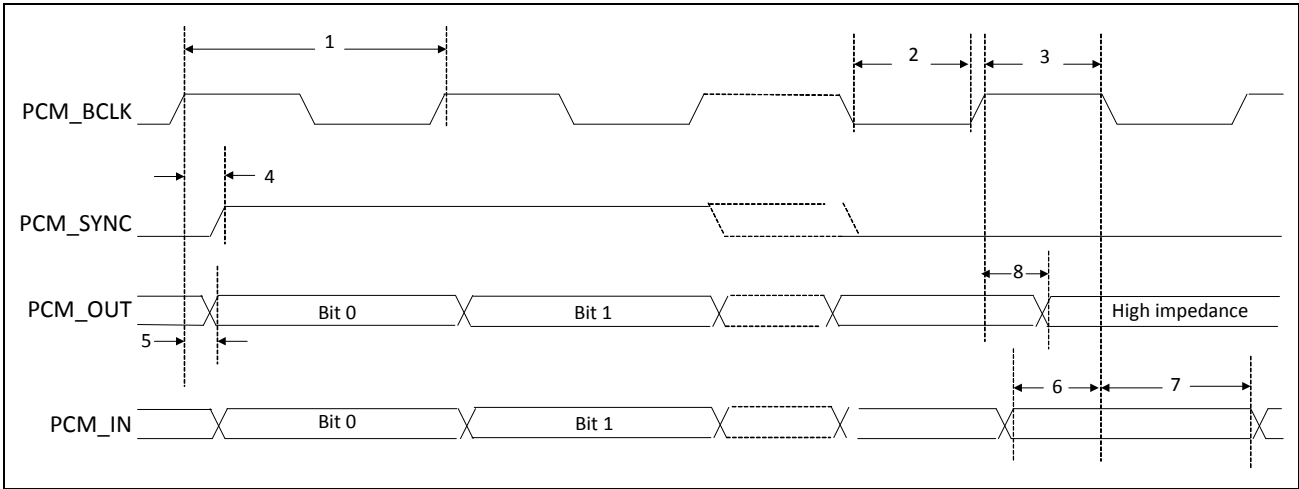 1
2
3
PCM_BCLK
4
PCM_SYNC
8
PCM_OUT
Bit 0
Bit 1
High impedance
5
6
7
PCM_IN
Bit 0
Bit 1